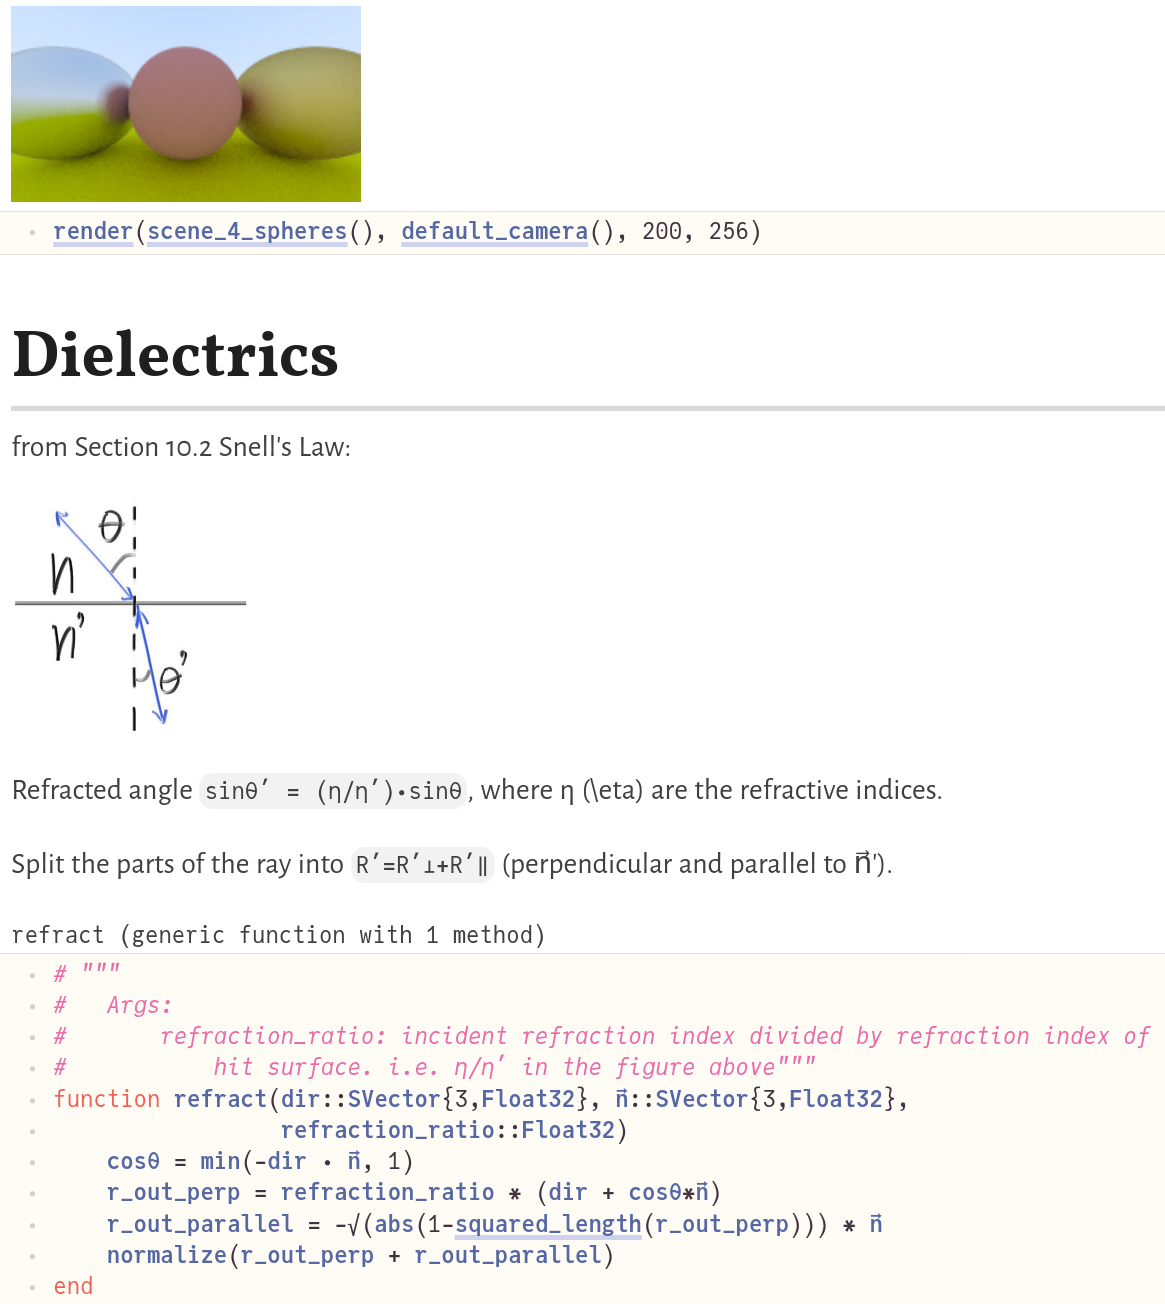 render(scene_4_spheres(), default_camera(), 200, 256)
Dielectrics
from Section 10.2 Snell's Law:
θ
η
η'
θ'
Refracted angle sinθ′ = (η/η′)⋅sinθ, where η (\eta) are the refractive indices.
Split the parts of the ray into R′=R′⊥+R′∥ (perpendicular and parallel to n⃗').
refract (generic function with 1 method)
# """
#   Args:
#       refraction_ratio: incident refraction index divided by refraction index of
#           hit surface. i.e. η/η′ in the figure above"""
function refract(dir::SVector{3,Float32}, n⃗::SVector{3,Float32},
                 refraction_ratio::Float32)
    cosθ = min(-dir ⋅ n⃗, 1)
    r_out_perp = refraction_ratio * (dir + cosθ*n⃗)
    r_out_parallel = -√(abs(1-squared_length(r_out_perp))) * n⃗
    normalize(r_out_perp + r_out_parallel)
end